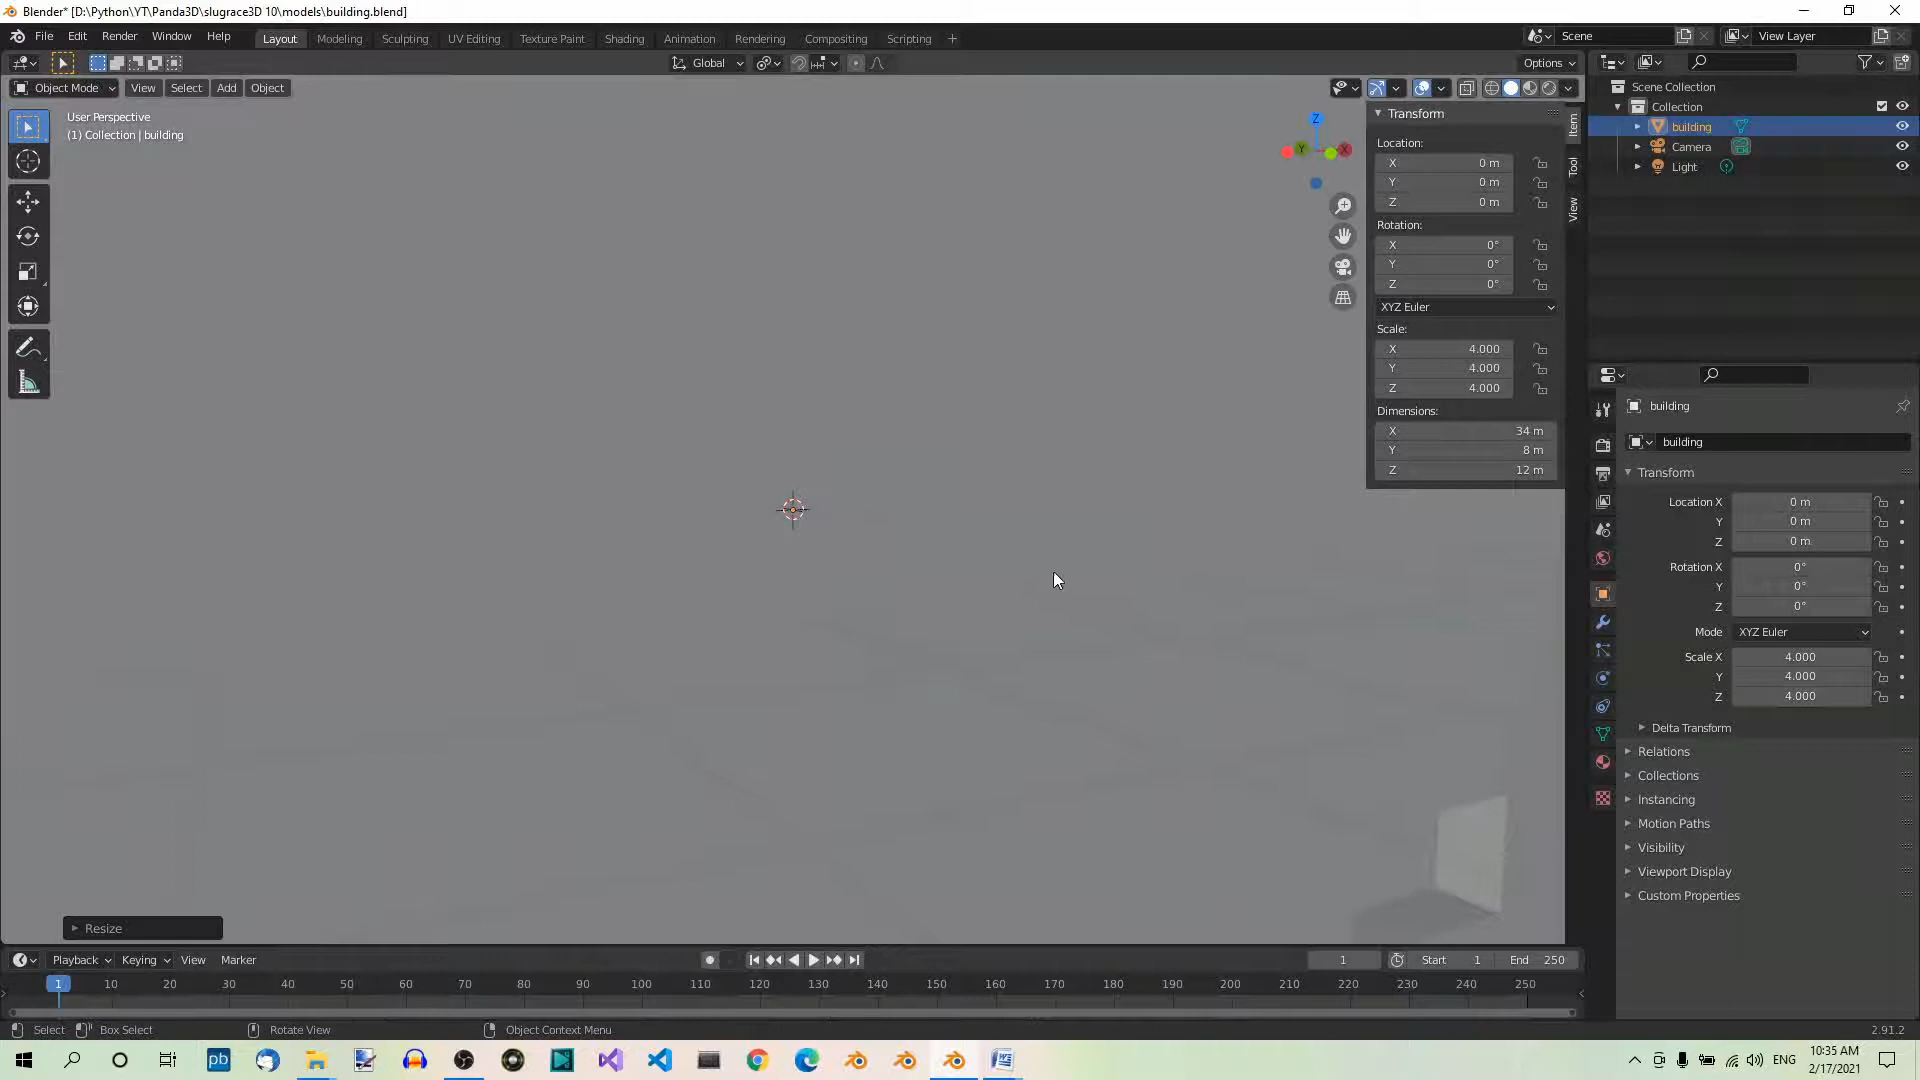 Blender* [D:\Python\YT\Panda3D\slugrace3D 10\models\building.blend]
File Edit Render Window Help
Layout Modeling Sculpting UV Editing Texture Paint Shading Animation Rendering Compositing Scripting +
Scene
View Layer
Global
Options
Object Mode View Select Add Object
User Perspective
(1) Collection | building
Z
Y
X
Transform
Location:
X 0 m
Y 0 m
Z 0 m
Rotation:
X 0°
Y 0°
Z 0°
XYZ Euler
Scale:
X 4.000
Y 4.000
Z 4.000
Dimensions:
X 34 m
Y 8 m
Z 12 m
Item
Tool
View
Scene Collection
Collection
building
Camera
Light
building
building
Transform
Location X 0 m
Y 0 m
Z 0 m
Rotation X 0°
Y 0°
Z 0°
Mode XYZ Euler
Scale X 4.000
Y 4.000
Z 4.000
Delta Transform
Relations
Collections
Instancing
Motion Paths
Visibility
Viewport Display
Custom Properties
Resize
Playback Keying View Marker
1 Start 1 End 250
1 10 20 30 40 50 60 70 80 90 100 110 120 130 140 150 160 170 180 190 200 210 220 230 240 250
Select Box Select Rotate View Object Context Menu
2.91.2
pb
ENG
10:35 AM
2/17/2021